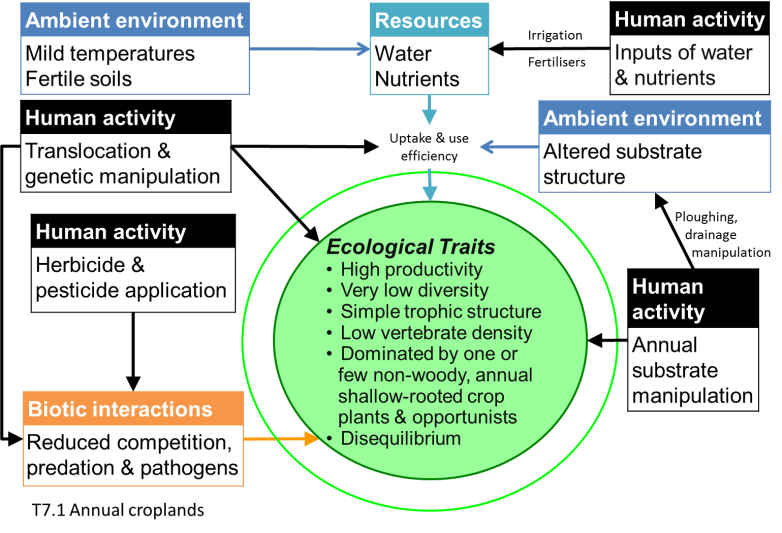 Ambient environment
Mild temperatures
Fertile soils
Resources
Water
Nutrients
Irrigation
Fertilisers
Human activity
Inputs of water
& nutrients
Human activity
Translocation &
genetic manipulation
Uptake & use
efficiency
Ambient environment
Altered substrate
structure
Human activity
Herbicide &
pesticide application
Ploughing,
drainage
manipulation
Human
activity
Annual
substrate
manipulation
Ecological Traits
• High productivity
• Very low diversity
• Simple trophic structure
• Low vertebrate density
• Dominated by one or
few non-woody, annual
shallow-rooted crop
plants & opportunists
• Disequilibrium
Biotic interactions
Reduced competition,
predation & pathogens
T7.1 Annual croplands